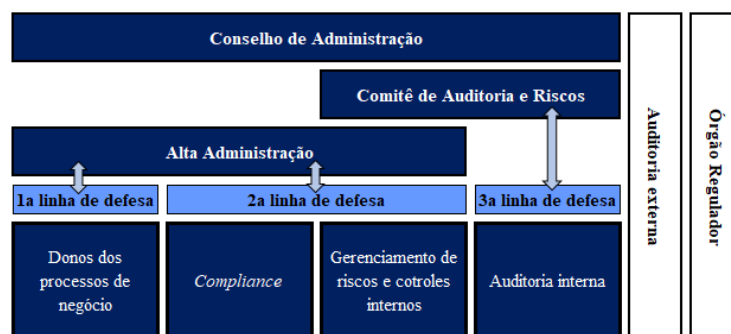 Conselho de Administração
Comitê de Auditoria e Riscos
Alta Administração
1a linha de defesa
2a linha de defesa
3a linha de defesa
Donos dos
processos de
negócio
Compliance
Gerenciamento de
riscos e cotroles
internos
Auditoria interna
Auditoria externa
Órgão Regulador